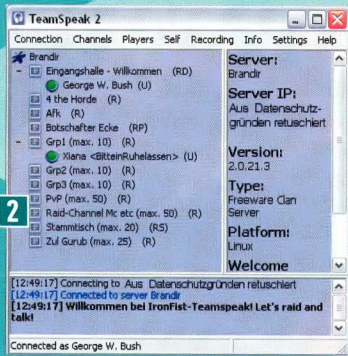 TeamSpeak 2
Connection Channels Players Self Recording Info Settings Help
Brandir
Eingangshalle - Willkommen (RD)
George W. Bush (U)
4 the Horde (R)
Afk (R)
Botschafter Ecke (RP)
Grp1 (max. 10) (R)
Xiana <BitteinRuhelassen> (U)
Grp2 (max. 10) (R)
Grp3 (max. 10) (R)
PvP (max. 50) (R)
Raid-Channel Mc etc (max. 50) (R)
Stammtisch (max. 20) (RS)
Zul Gurub (max. 25) (R)
2
Server:
Brandir
Server IP:
Aus Datenschutz-
gründen retuschiert
Version:
2.0.21.3
Type:
Freeware Clan
Server
Platform:
Linux
Welcome
[12:49:17] Connecting to Aus Datenschutzgründen retuschiert
[12:49:17] Connected to server Brandir
[12:49:17] Willkommen bei IronFist-Teamspeak! Let's raid and
talk!
Connected as George W. Bush